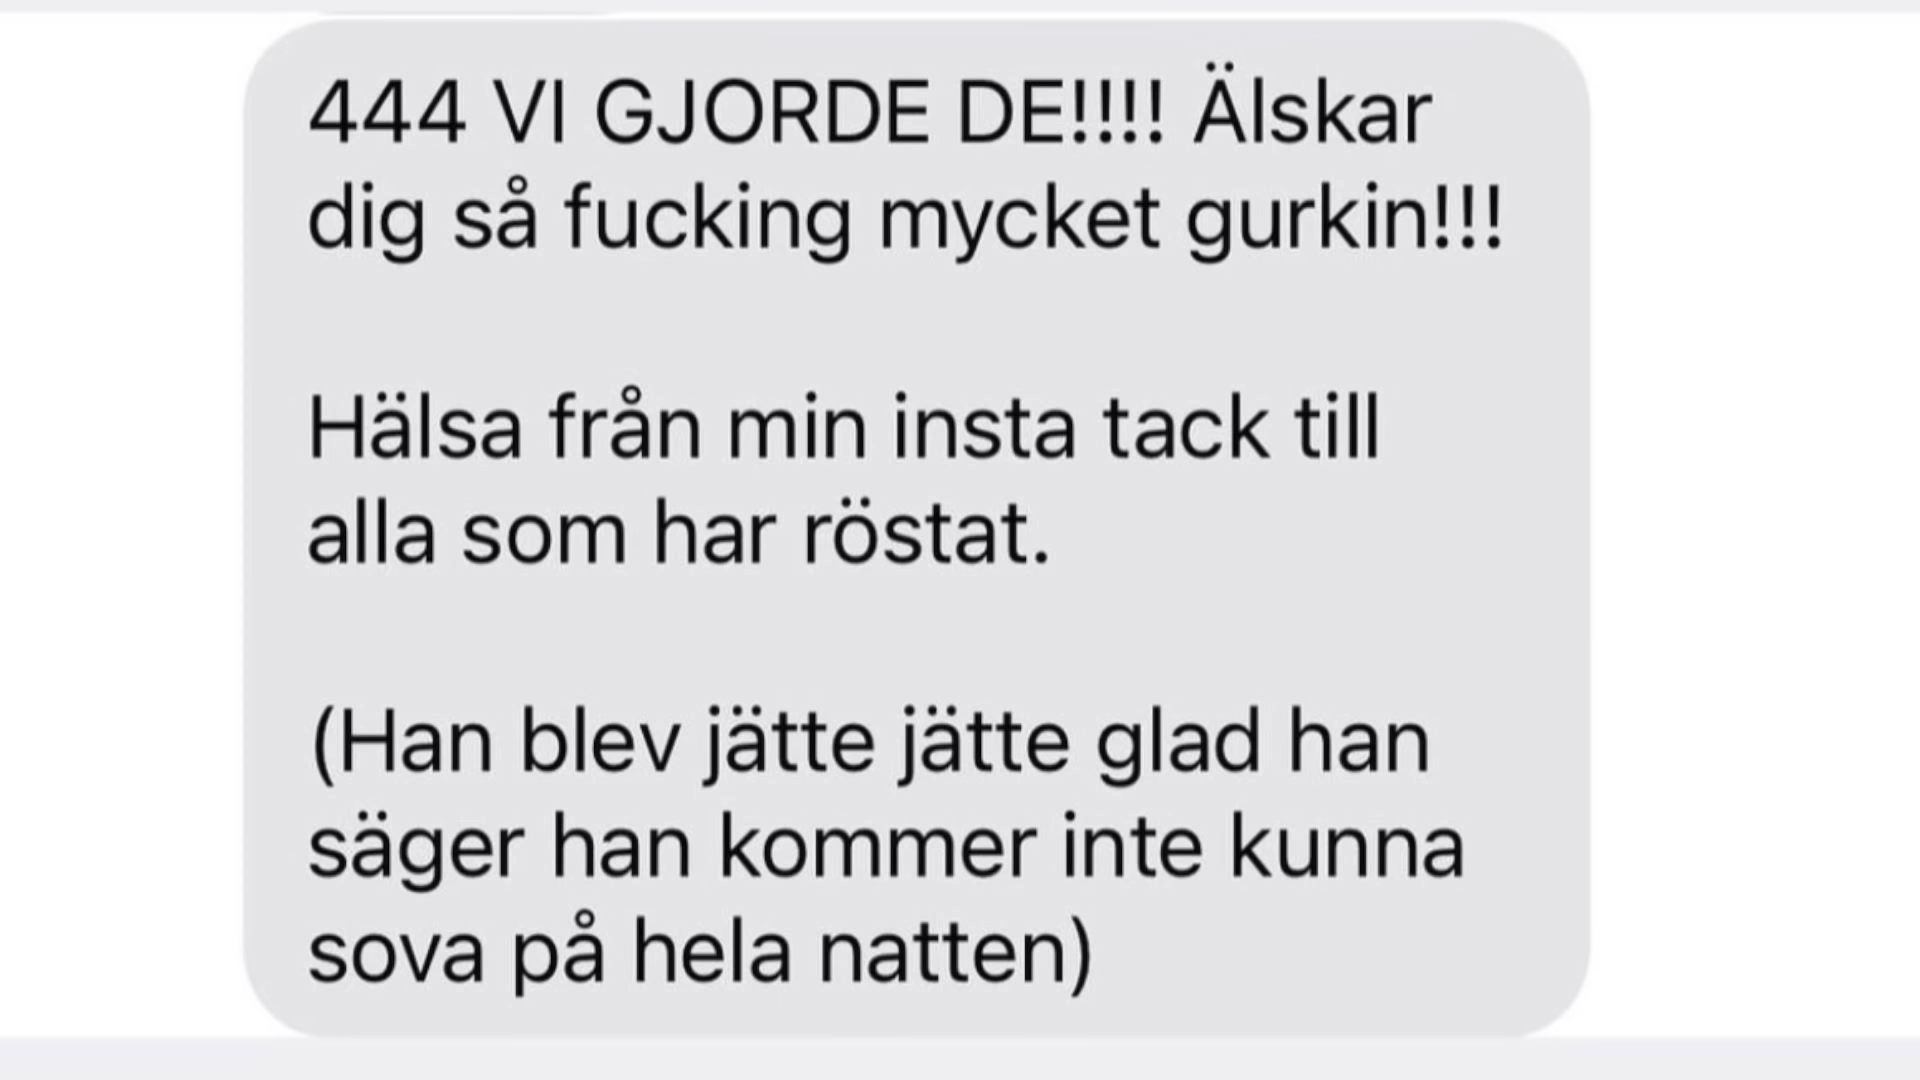 444 VI GJORDE DE!!!! Älskar
dig så fucking mycket gurkin!!!
Hälsa från min insta tack till
alla som har röstat.
(Han blev jätte jätte glad han
säger han kommer inte kunna
sova på hela natten)